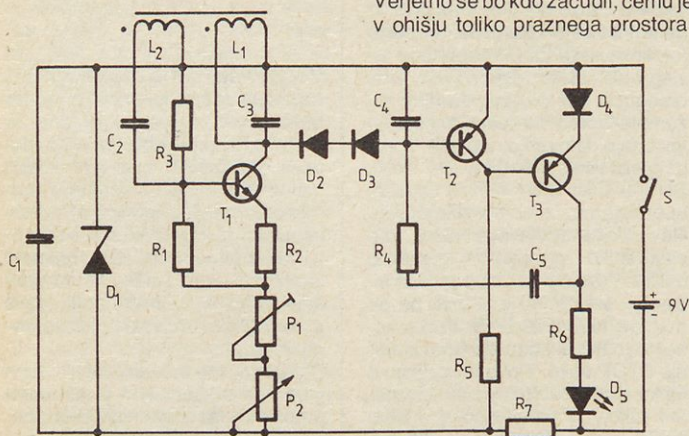 Verjetno se bo kdo začudil, čemu je
v ohišju toliko praznega prostora
L2
L1
C3
C4
D4
C2
R3
D2
D3
T2
T3
S
T1
C1
D1
R1
R2
R4
C5
P1
+
-
9V
R6
R5
P2
D5
R7